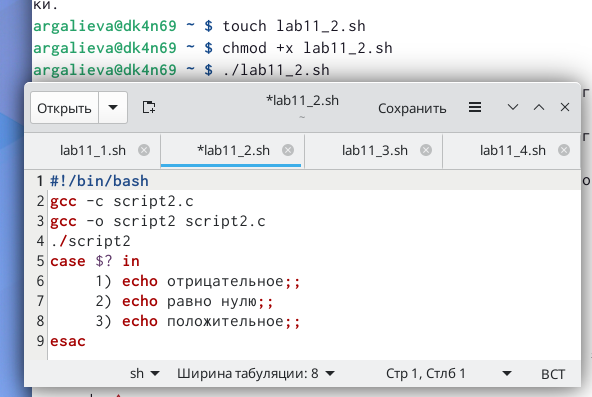 ки.
argalieva@dk4n69 ~ $ touch lab11_2.sh
argalieva@dk4n69 ~ $ chmod +x lab11_2.sh
argalieva@dk4n69 ~ $ ./lab11_2.sh
Открыть *lab11_2.sh Сохранить
~
lab11_1.sh *lab11_2.sh lab11_3.sh lab11_4.sh
1 #!/bin/bash
2 gcc -c script2.c
3 gcc -o script2 script2.c
4 ./script2
5 case $? in
6 1) echo отрицательное;;
7 2) echo равно нулю;;
8 3) echo положительное;;
9 esac
sh Ширина табуляции: 8 Стр 1, Стлб 1 ВСТ